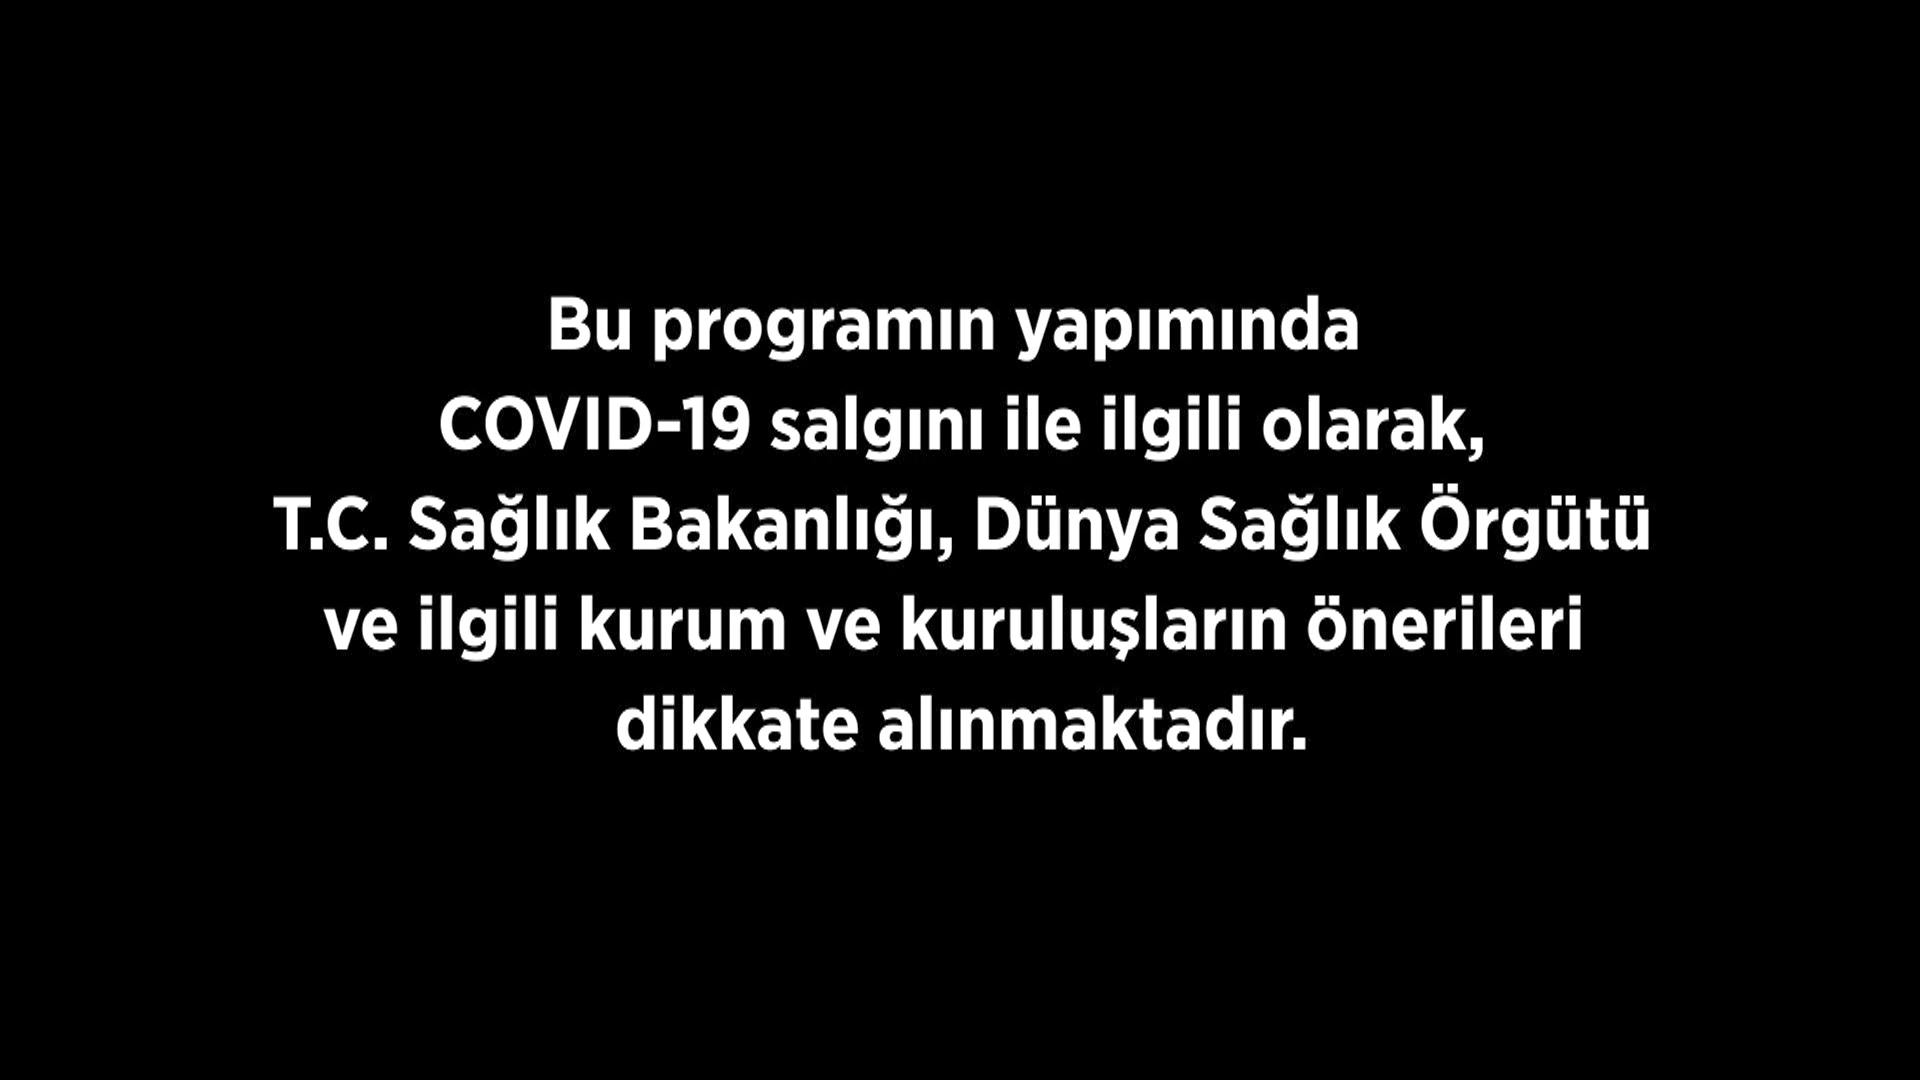 Bu programın yapımında
COVID-19 salgını ile ilgili olarak,
T.C. Sağlık Bakanlığı, Dünya Sağlık Örgütü
ve ilgili kurum ve kuruluşların önerileri
dikkate alınmaktadır.